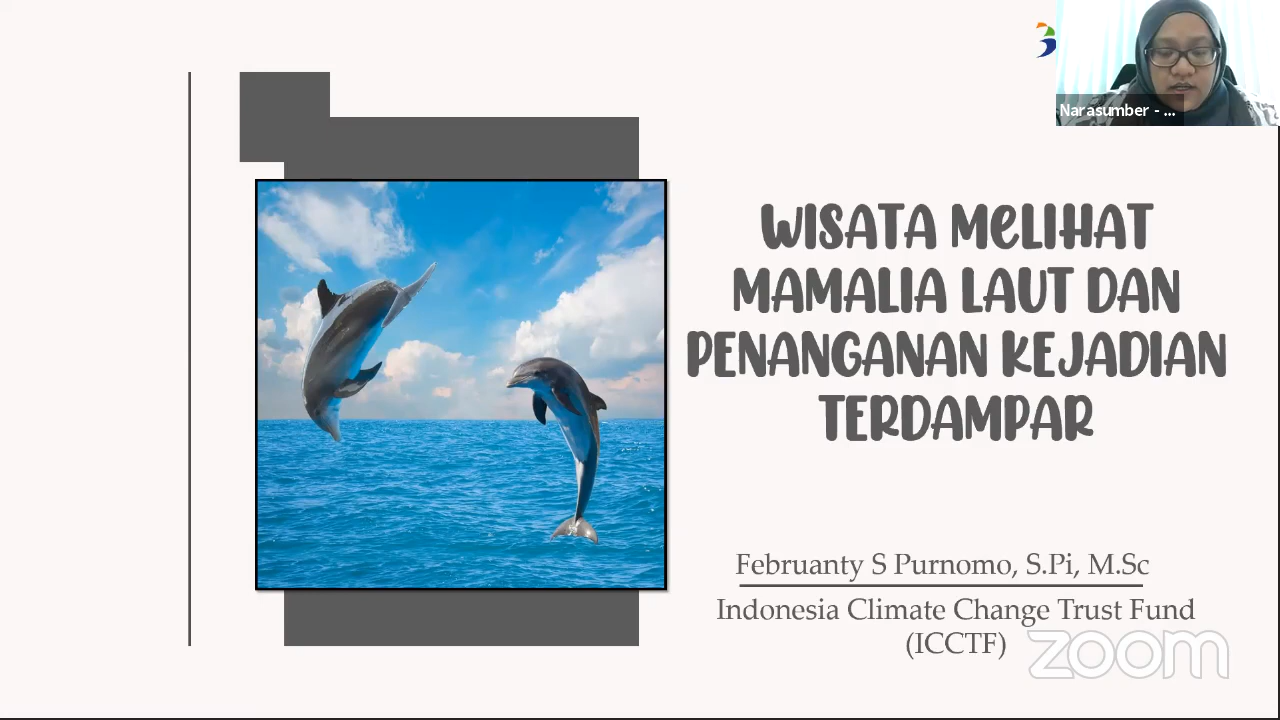 Narasumber - ...
WISATA MeLIHAT
MAMALIA LAUT DAN
PENANGANAN KEJADIAN
TERDAMPAR
Februanty S Purnomo, S.Pi, M.Sc
Indonesia Climate Change Trust Fund
(ICCTF)
zoom